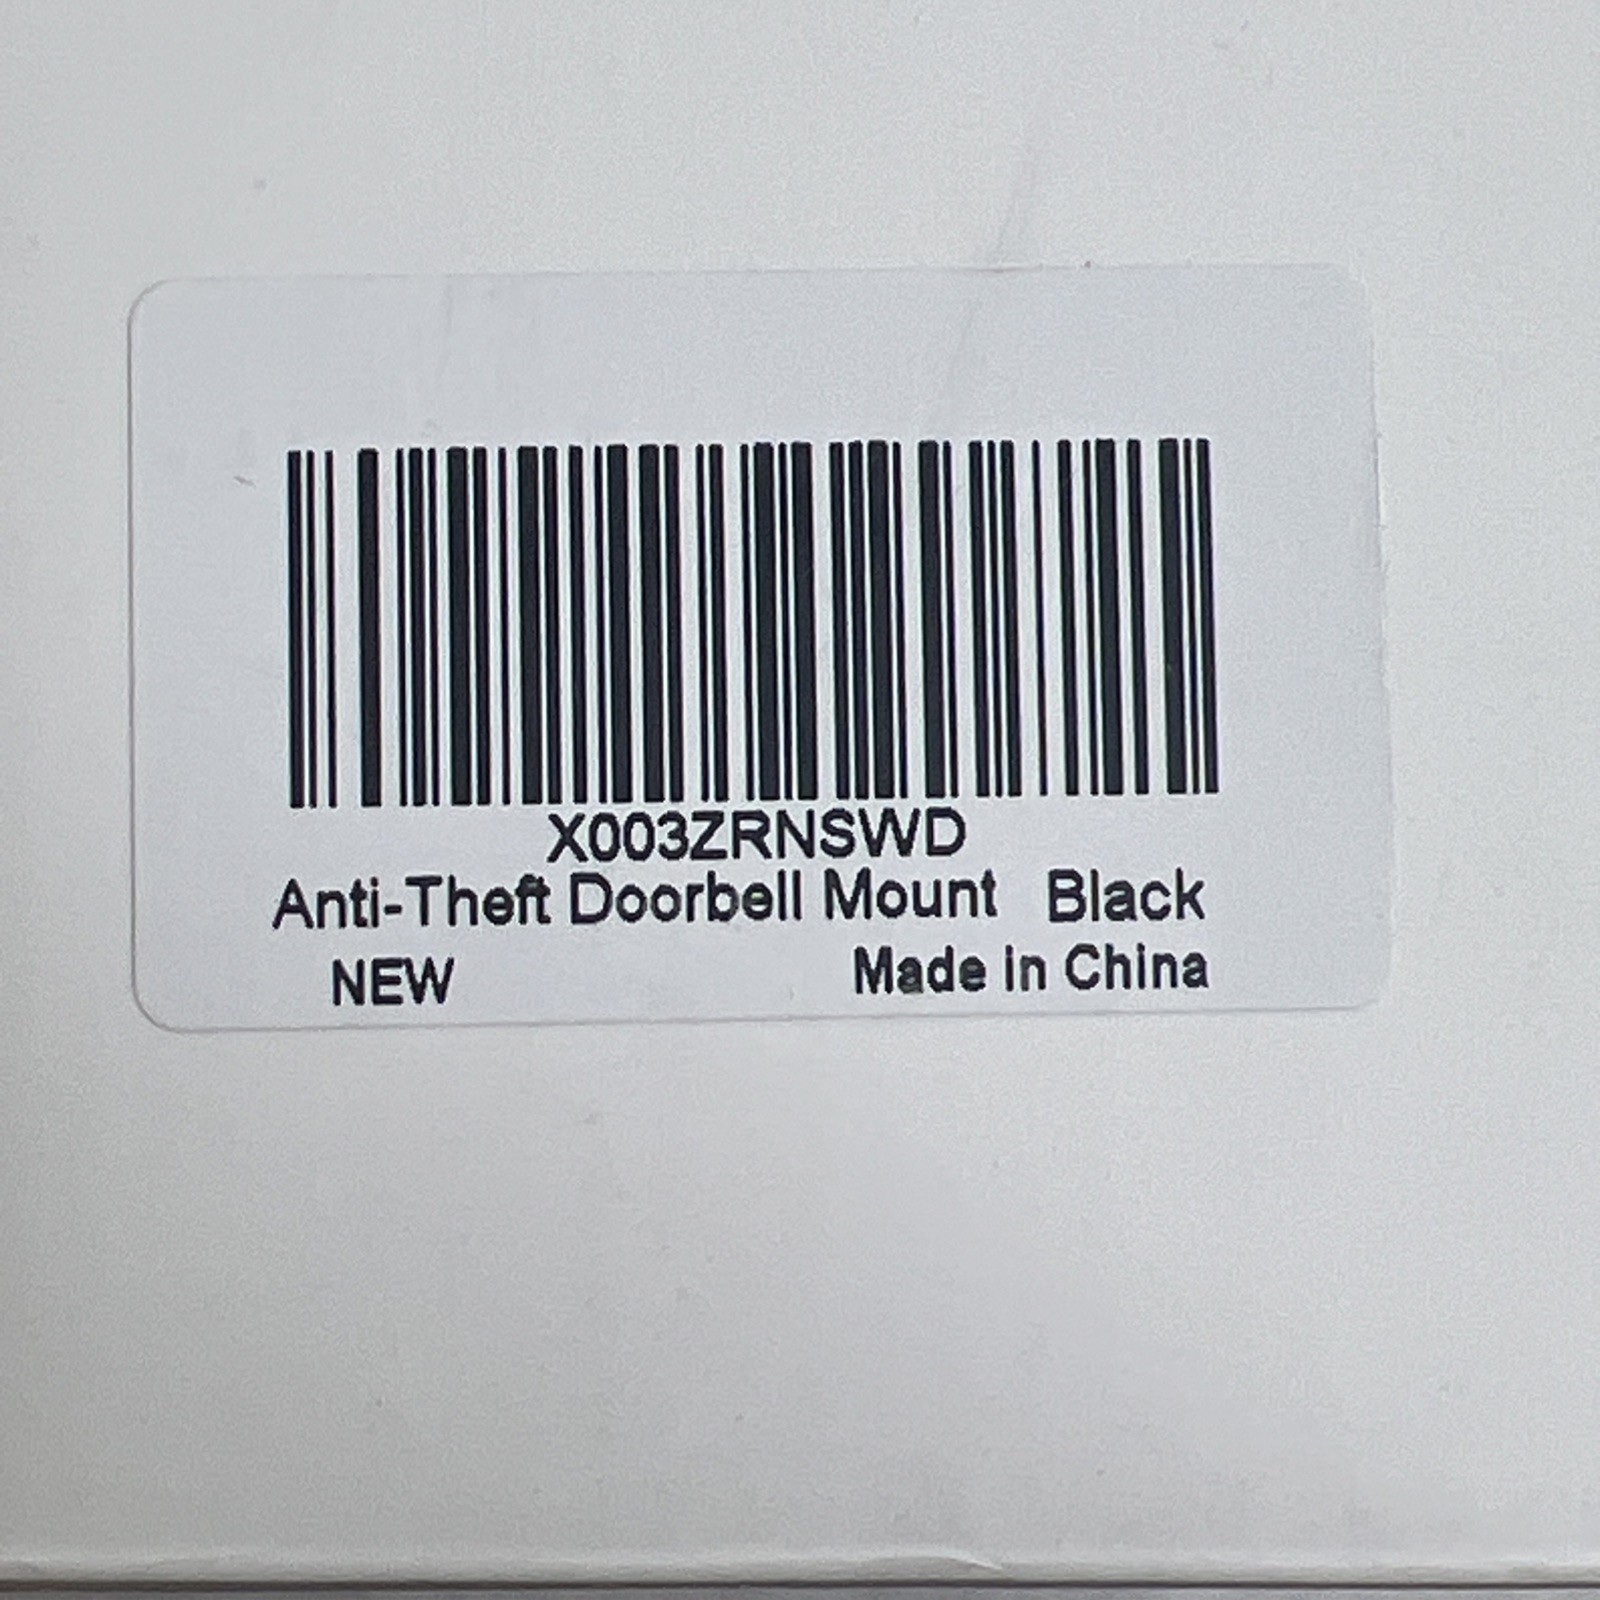 X003ZRNSWD
Anti-Theft Doorbell Mount Black
NEW Made in China